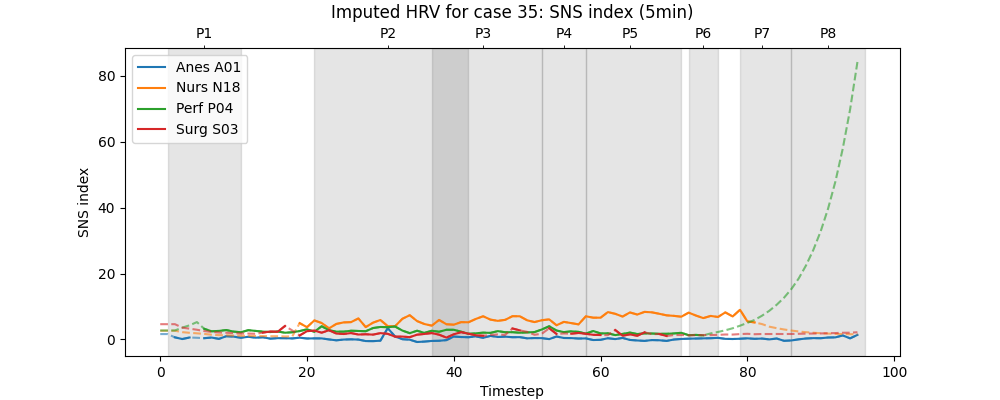 Imputed HRV for case 35: SNS index (5min)
P1 P2 P3 P4 P5 P6 P7 P8
Anes A01
Nurs N18
Perf P04
Surg S03
SNS index
80
60
40
20
0
0 20 40 60 80 100
Timestep